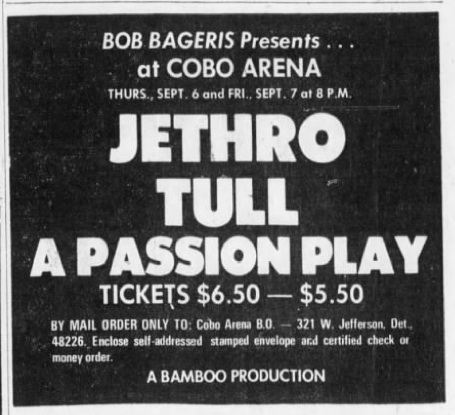 BOB BAGERIS Presents . . .
at COBO ARENA
THURS., SEPT. 6 and FRI., SEPT. 7 at 8 P.M.
JETHRO
TULL
A PASSION PLAY
TICKETS $6.50 — $5.50
BY MAIL ORDER ONLY TO: Cobo Arena B.O. — 321 W. Jefferson, Det.,
48226. Enclose self-addressed stamped envelope and certified check or
money order.
A BAMBOO PRODUCTION